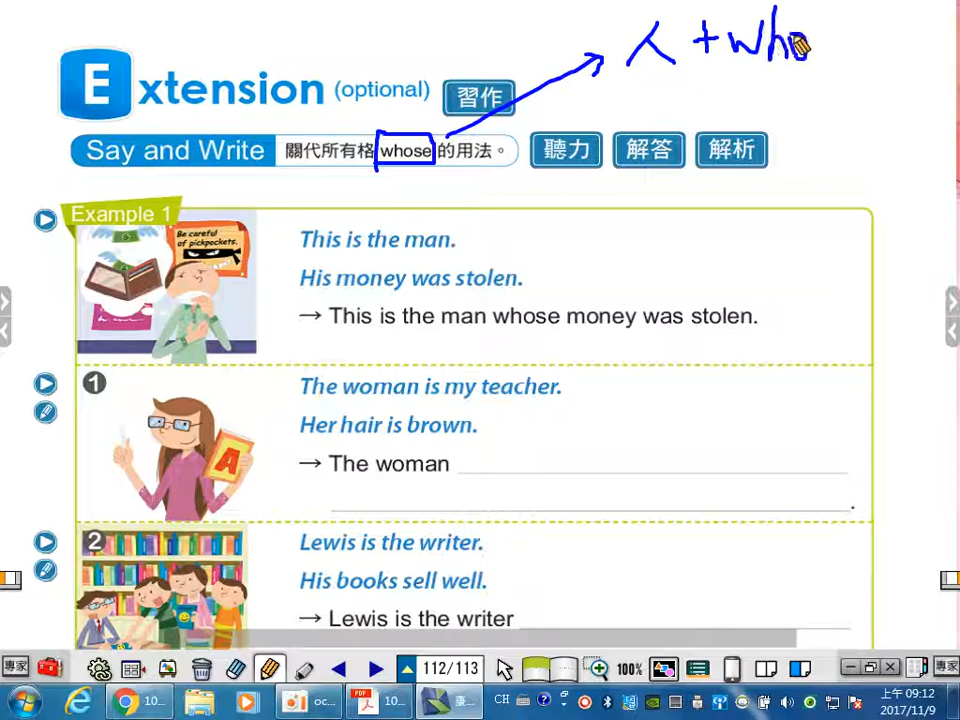 人 + who
Extension (optional) 習作
Say and Write 關代所有格 whose 的用法。 聽力 解答 解析
Example 1
Be careful
of pickpockets.
This is the man.
His money was stolen.
→ This is the man whose money was stolen.
1
The woman is my teacher.
Her hair is brown.
A
→ The woman
.
2
Lewis is the writer.
His books sell well.
→ Lewis is the writer
專家 112/113 100% 專家
10... oc... 10... 康... CH 上午 09:12
2017/11/9